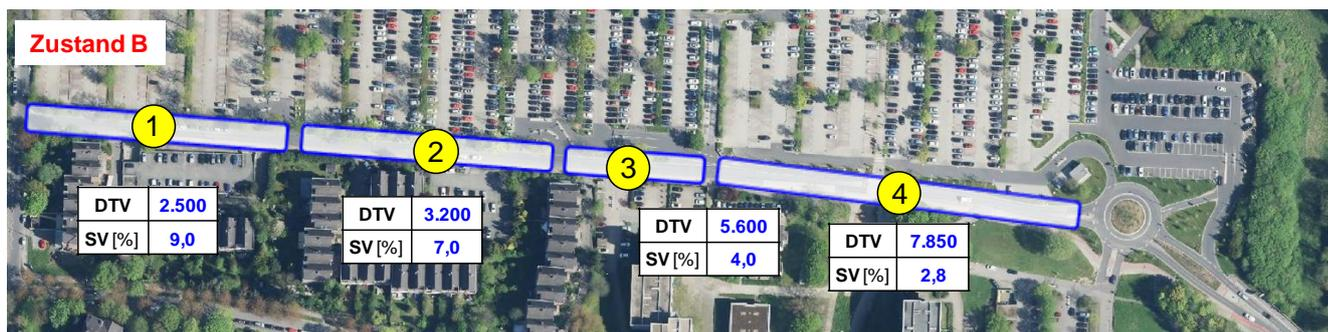 Zustand B
1
2
3
4
DTV 2.500
SV [%] 9,0
DTV 3.200
SV [%] 7,0
DTV 5.600
SV [%] 4,0
DTV 7.850
SV [%] 2,8